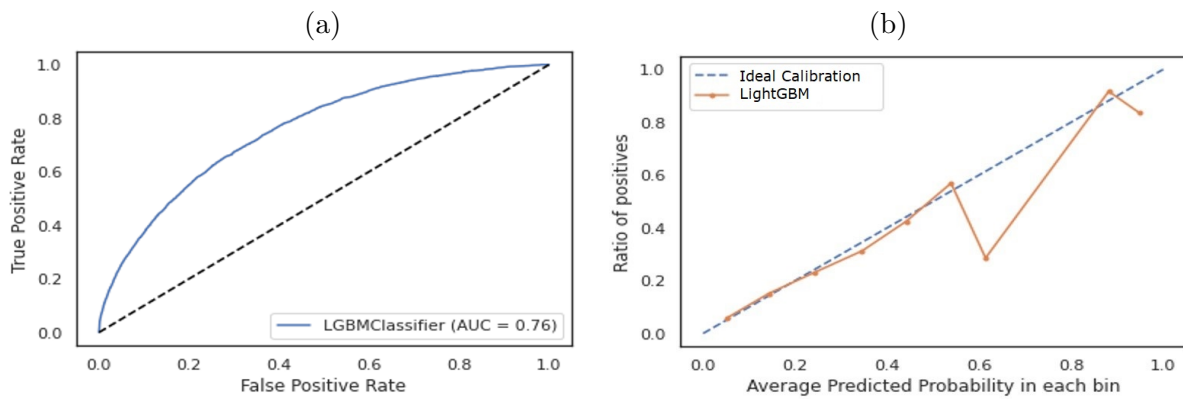 (a)
1.0
0.8
0.6
0.4
0.2
0.0
True Positive Rate
LGBMClassifier (AUC = 0.76)
0.0 0.2 0.4 0.6 0.8 1.0
False Positive Rate
(b)
1.0
0.8
0.6
0.4
0.2
0.0
Ratio of positives
Ideal Calibration
LightGBM
0.0 0.2 0.4 0.6 0.8 1.0
Average Predicted Probability in each bin